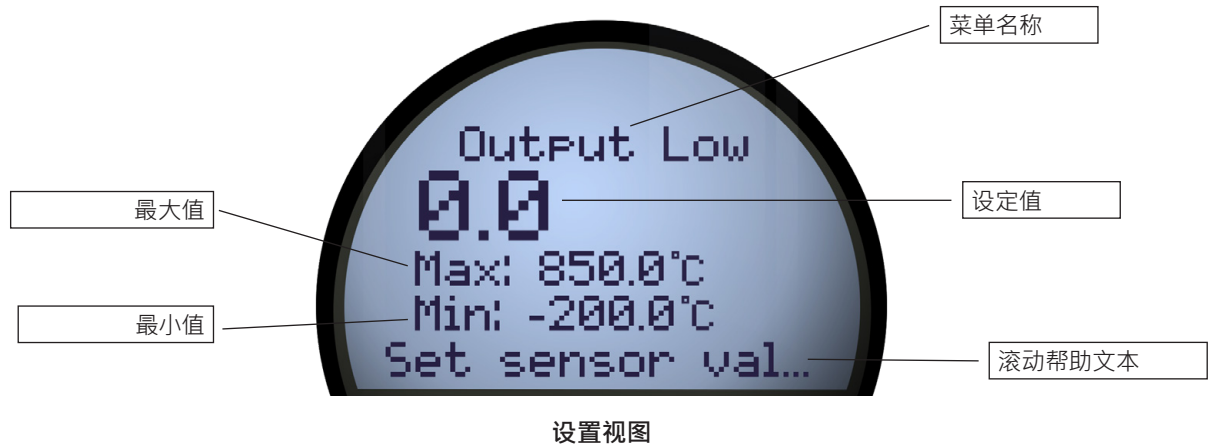 菜单名称
Output Low
0.0
设定值
最大值
Max: 850.0°C
最小值
Min: -200.0°C
Set sensor val...
滚动帮助文本
设置视图